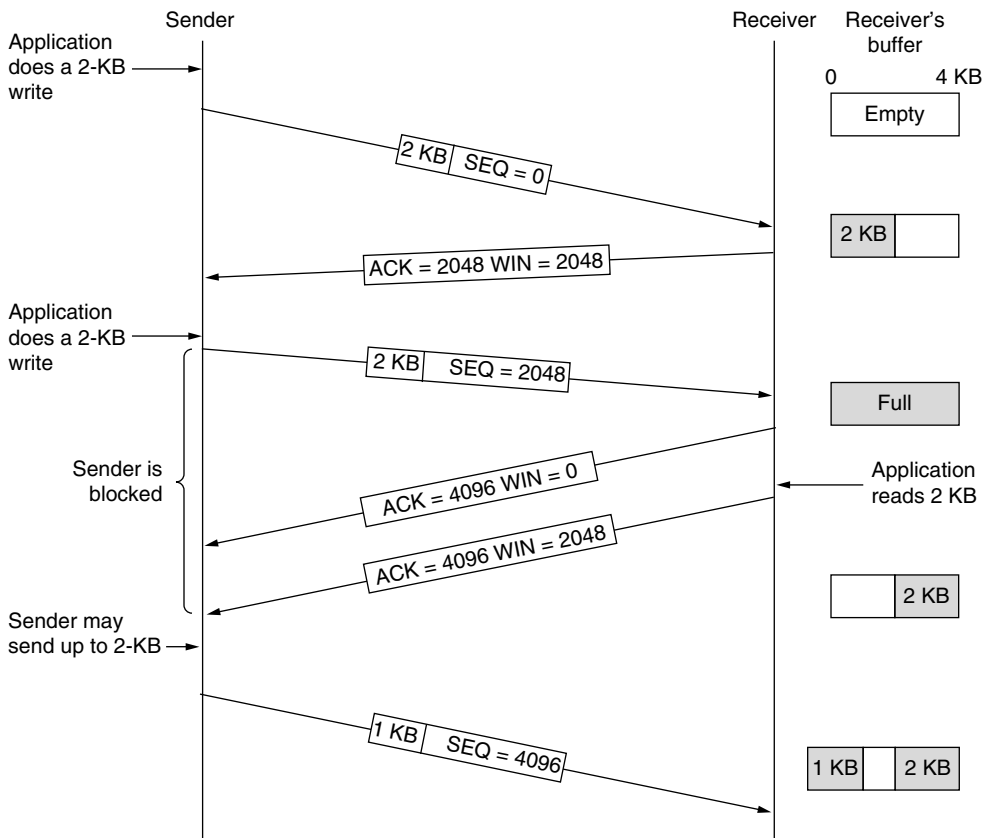 Sender
Receiver
Receiver's
buffer
Application
does a 2-KB
write
0
4 KB
Empty
2 KB
SEQ = 0
2 KB
ACK = 2048 WIN = 2048
Application
does a 2-KB
write
2 KB
SEQ = 2048
Full
Sender is
blocked
ACK = 4096 WIN = 0
Application
reads 2 KB
ACK = 4096 WIN = 2048
2 KB
Sender may
send up to 2-KB
1 KB
SEQ = 4096
1 KB
2 KB